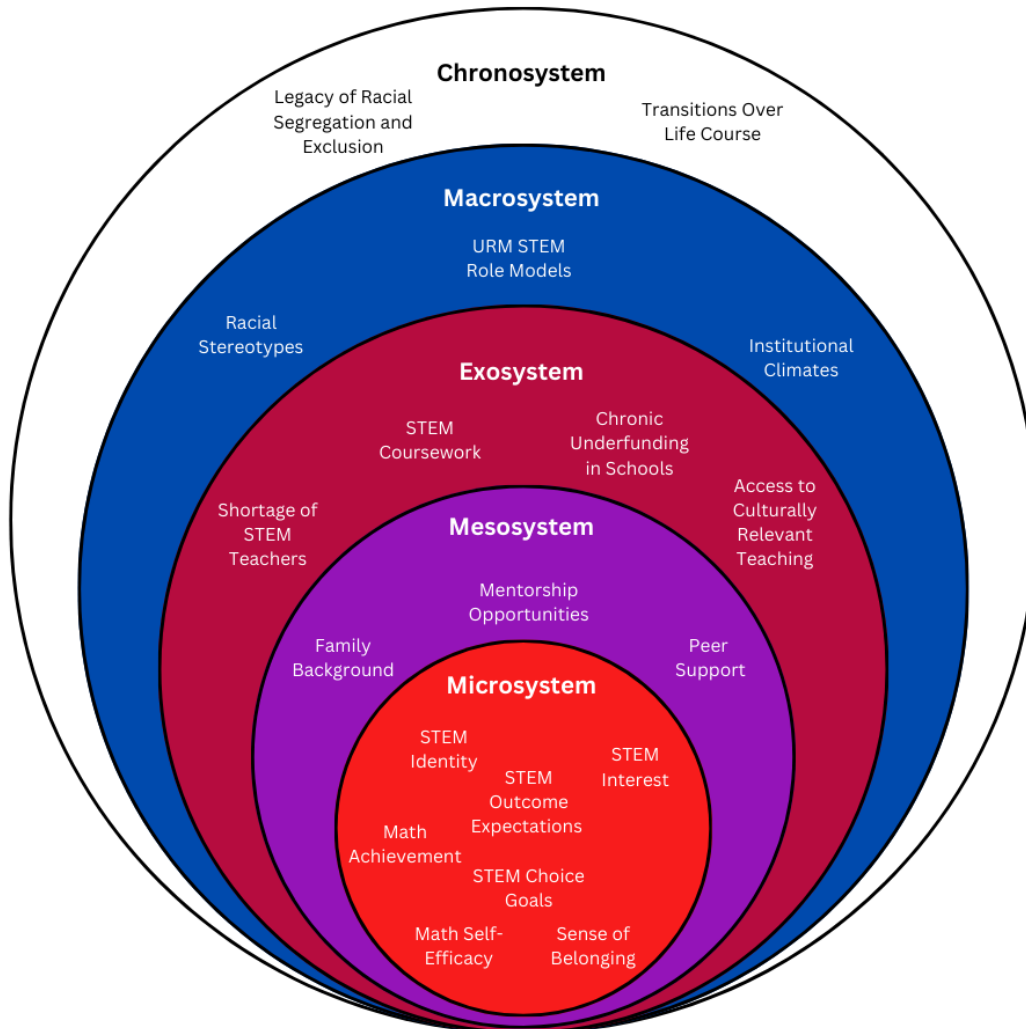 Chronosystem
Legacy of Racial
Segregation and
Exclusion
Transitions Over
Life Course
Macrosystem
URM STEM
Role Models
Racial
Stereotypes
Institutional
Climates
Exosystem
STEM
Coursework
Chronic
Underfunding
in Schools
Shortage of
STEM
Teachers
Access to
Culturally
Relevant
Teaching
Mesosystem
Mentorship
Opportunities
Family
Background
Peer
Support
Microsystem
STEM
Identity
STEM
Interest
STEM
Outcome
Expectations
Math
Achievement
STEM Choice
Goals
Math Self-
Efficacy
Sense of
Belonging